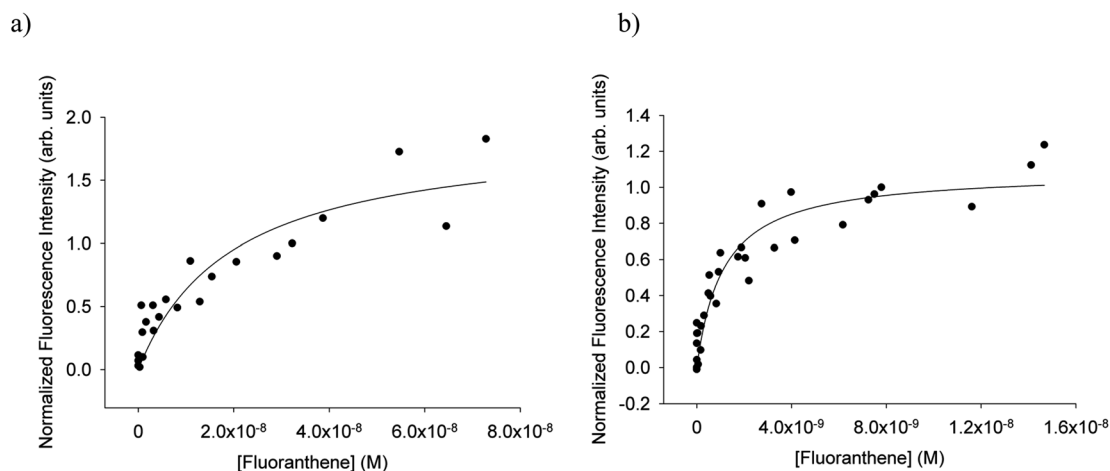 a)
Normalized Fluorescence Intensity (arb. units)
2.0
1.5
1.0
0.5
0.0
0
2.0x10⁻⁸
4.0x10⁻⁸
6.0x10⁻⁸
8.0x10⁻⁸
[Fluoranthene] (M)
b)
Normalized Fluorescence Intensity (arb. units)
1.4
1.2
1.0
0.8
0.6
0.4
0.2
0.0
-0.2
0
4.0x10⁻⁹
8.0x10⁻⁹
1.2x10⁻⁸
1.6x10⁻⁸
[Fluoranthene] (M)